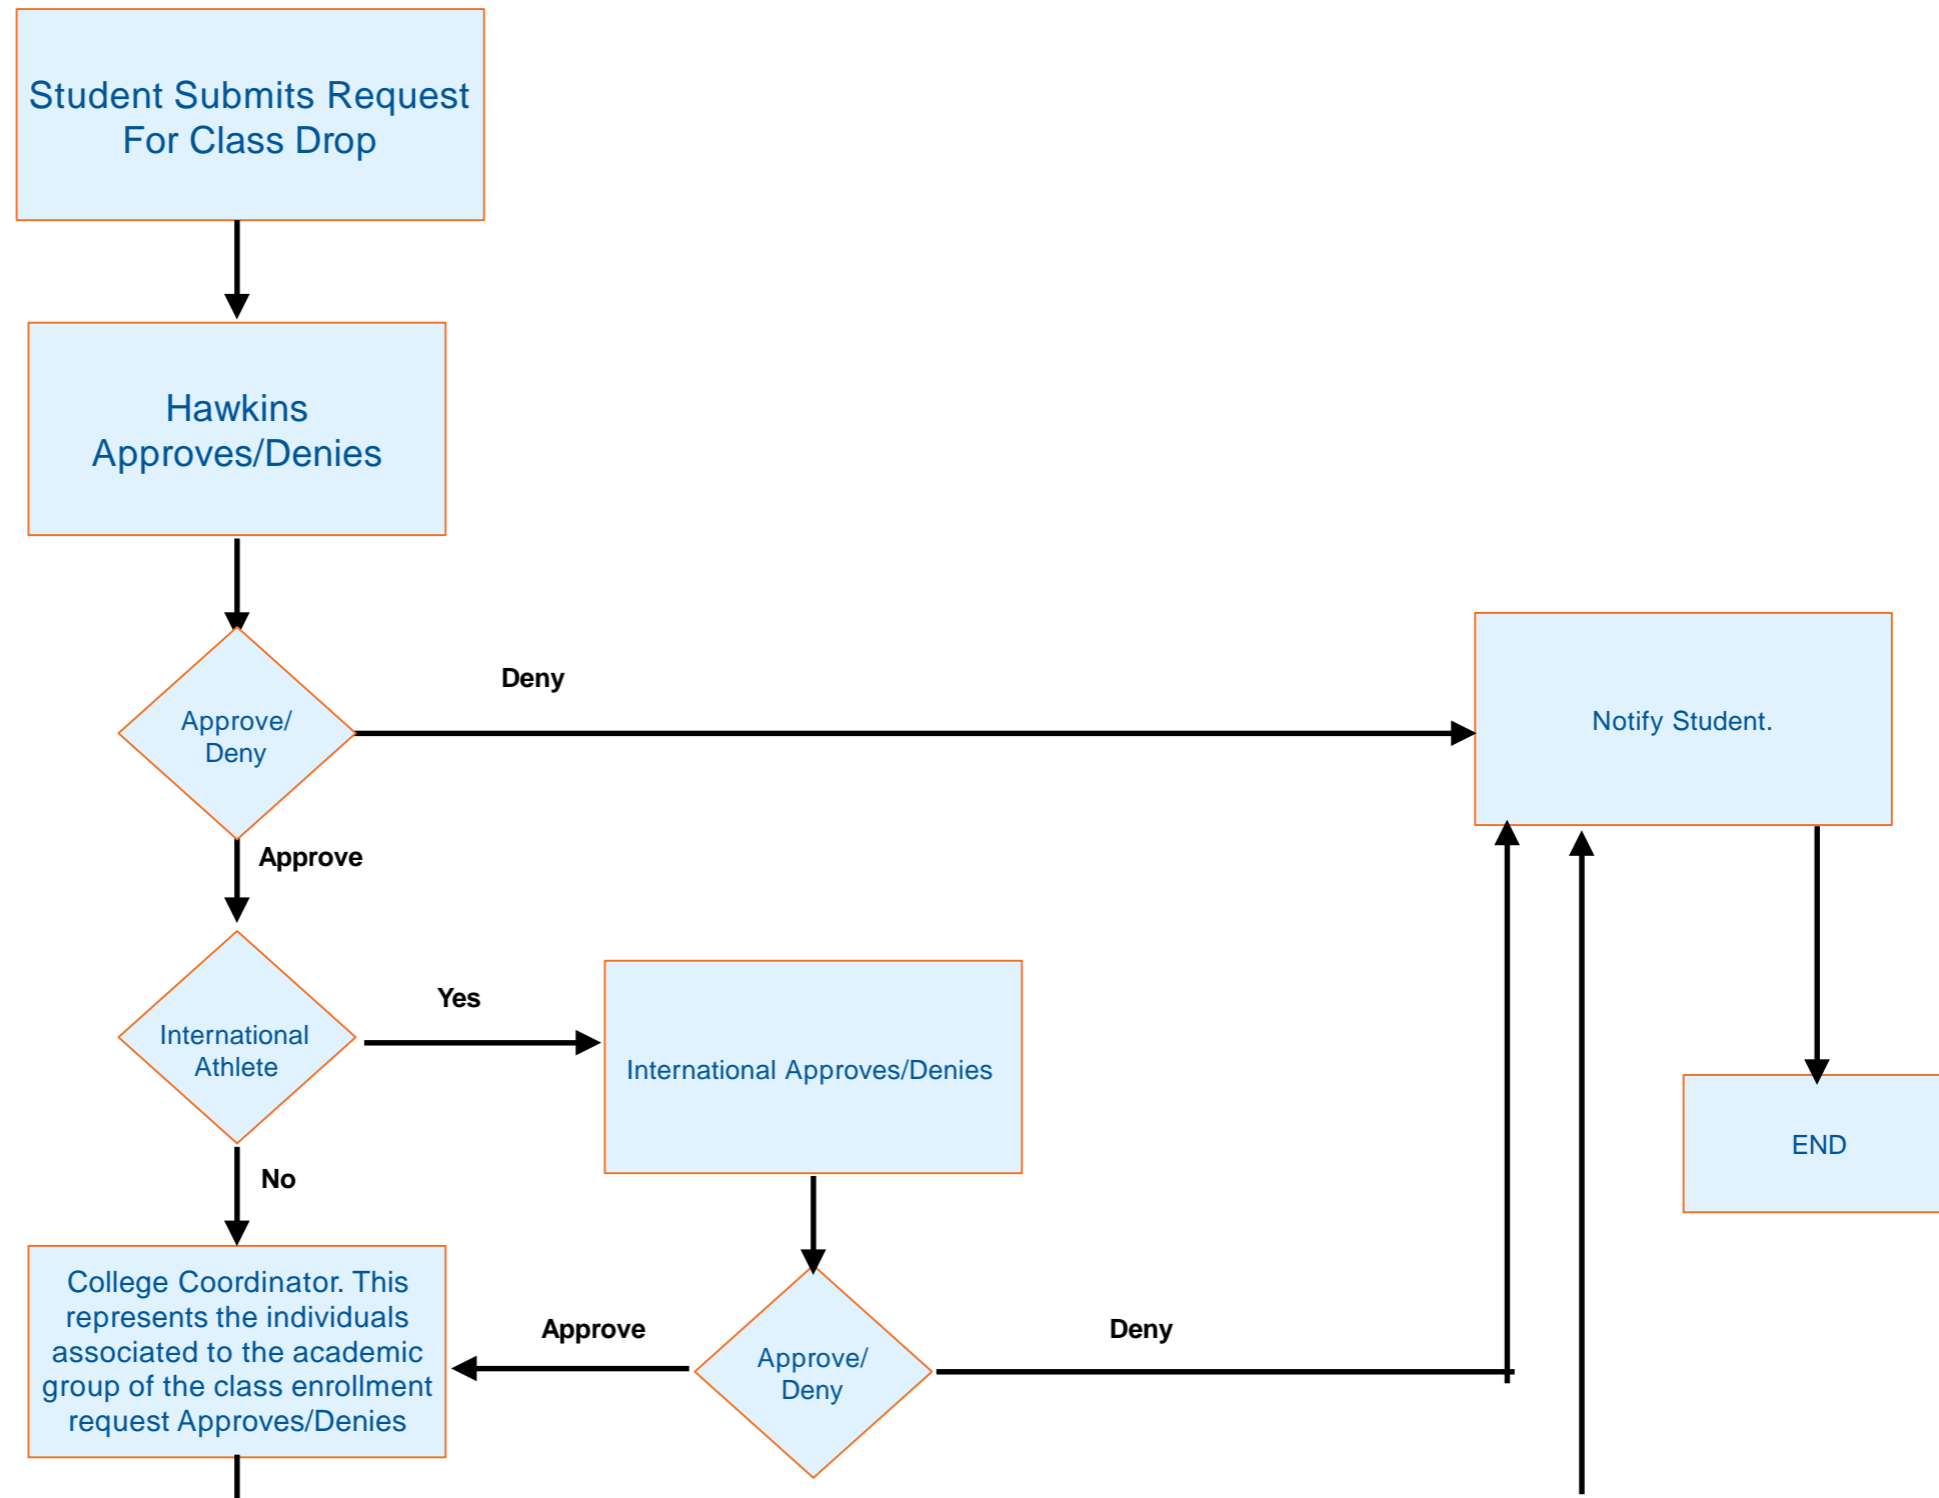 Student Submits Request
For Class Drop
Hawkins
Approves/Denies
Deny
Approve/
Deny
Notify Student.
Approve
Yes
International
Athlete
International Approves/Denies
END
No
College Coordinator. This
represents the individuals
associated to the academic
group of the class enrollment
request Approves/Denies
Approve
Approve/
Deny
Deny